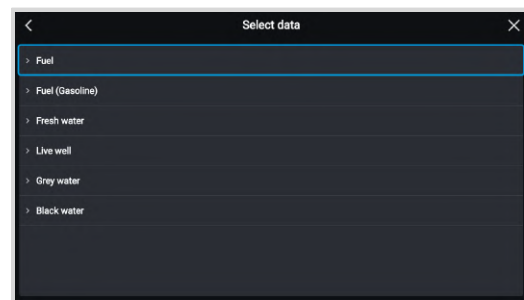 Select data
Fuel
Fuel (Gasoline)
Fresh water
Live well
Grey water
Black water